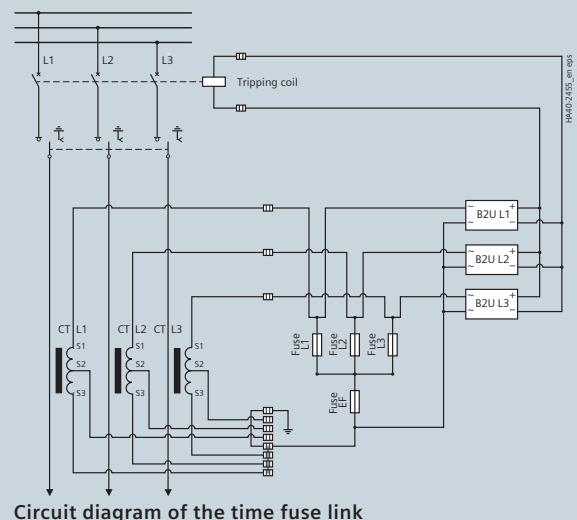 L1 L2 L3
Tripping coil
HA40-2455_en eps
~ + B2U L1 ~ −
~ + B2U L2 ~ −
~ + B2U L3 ~ −
CT L1 CT L2 CT L3
S1 S1 S1
S2 S2 S2
S3 S3 S3
Fuse L1
Fuse L2
Fuse L3
Fuse EF
Circuit diagram of the time fuse link